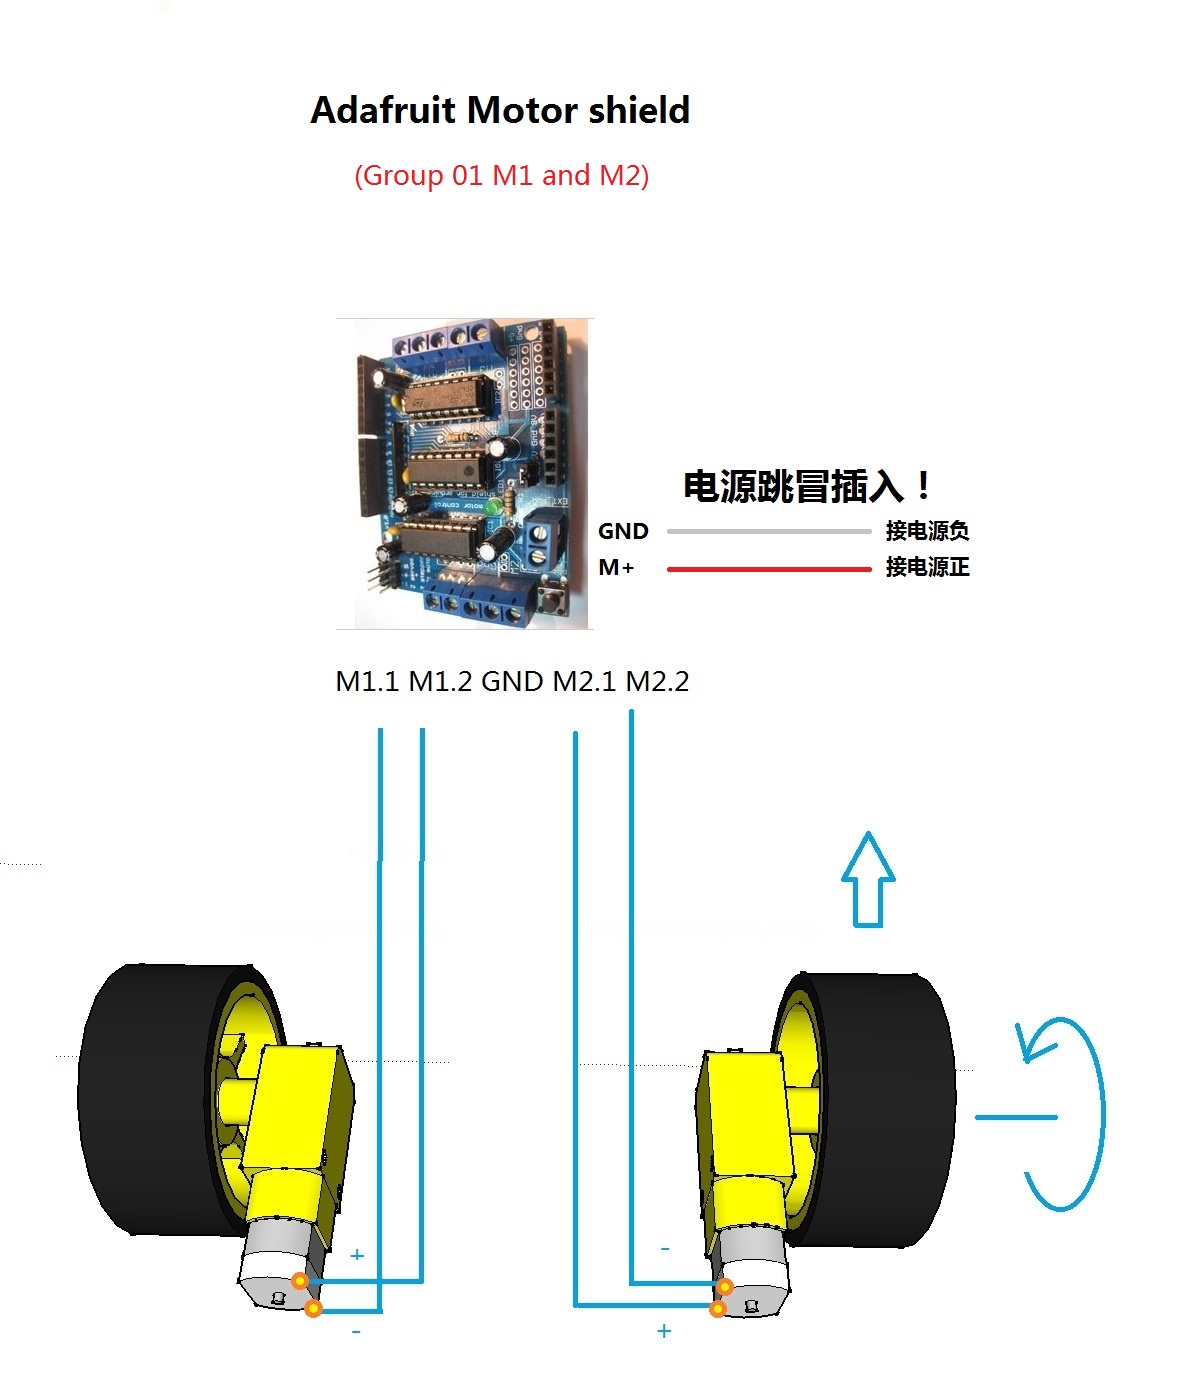 Adafruit Motor shield
(Group 01 M1 and M2)
电源跳冒插入！
GND 接电源负
M+ 接电源正
M1.1 M1.2 GND M2.1 M2.2
+ -
- +